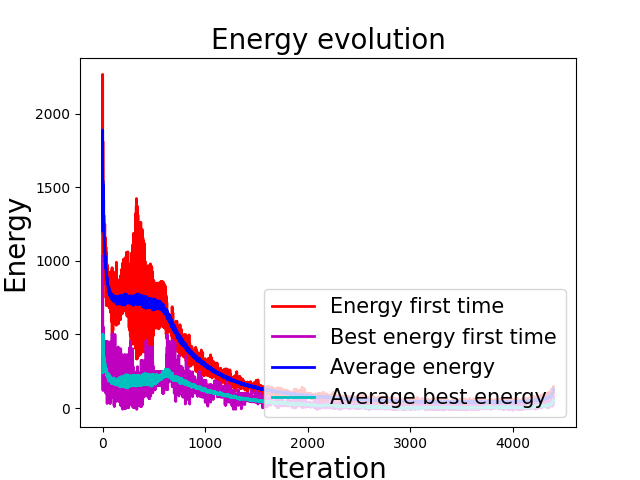 Energy evolution
2000
1500
1000
500
0
Energy
Energy first time
Best energy first time
Average energy
Average best energy
0
1000
2000
3000
4000
Iteration